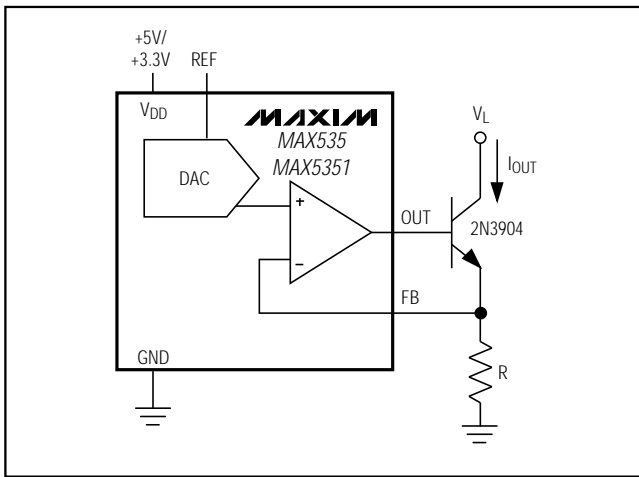 +5V/
+3.3V
REF
VDD
MAXIM
MAX535
MAX5351
DAC
+
−
OUT
FB
GND
VL
IOUT
2N3904
R